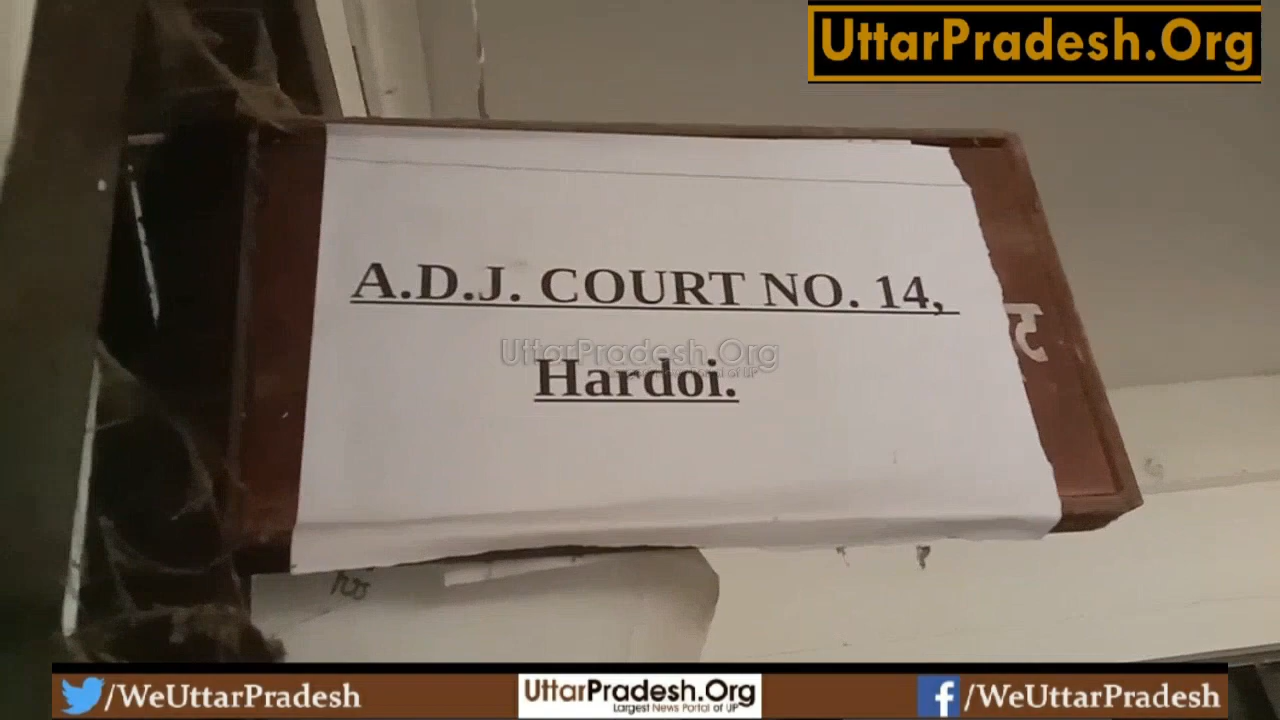 UttarPradesh.Org
A.D.J. COURT NO. 14,
Hardoi.
UttarPradesh.Org
/WeUttarPradesh
UttarPradesh.Org
Largest News Portal of UP
/WeUttarPradesh